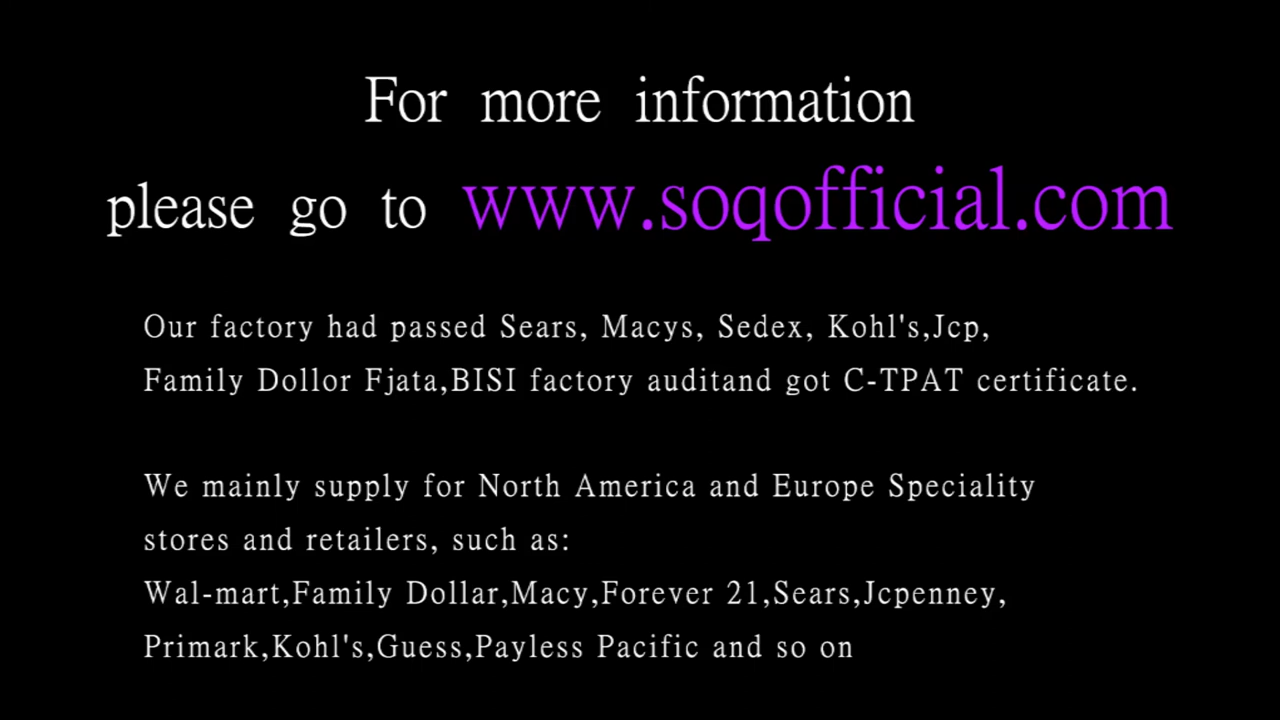 For more information
please go to www.soqofficial.com
Our factory had passed Sears, Macys, Sedex, Kohl's,Jcp,
Family Dollor Fjata,BISI factory auditand got C-TPAT certificate.
We mainly supply for North America and Europe Speciality
stores and retailers, such as:
Wal-mart,Family Dollar,Macy,Forever 21,Sears,Jcpenney,
Primark,Kohl's,Guess,Payless Pacific and so on